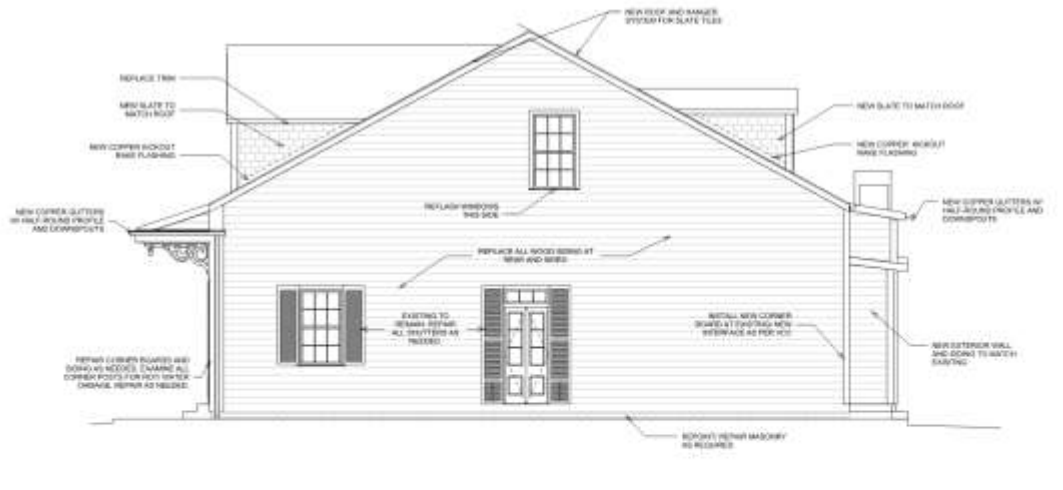 NEW ROOF AND HANGER
SYSTEM FOR SLATE TILES
REPLACE TRIM
NEW SLATE TO
MATCH ROOF
NEW COPPER KICKOUT
RAKE FLASHING
NEW COPPER GUTTERS
W/ HALF-ROUND PROFILE
AND DOWNSPOUTS
NEW SLATE TO MATCH ROOF
NEW COPPER KICKOUT
RAKE FLASHING
NEW COPPER GUTTERS W/
HALF-ROUND PROFILE AND
DOWNSPOUTS
REFLASH WINDOWS
THIS SIDE
REPLACE ALL WOOD SIDING AT
REAR AND SIDES
EXISTING TO
REMAIN. REPAIR
ALL SHUTTERS AS
NEEDED
INSTALL NEW CORNER
BOARD AT EXISTING/NEW
INTERFACE AS PER VCC
NEW EXTERIOR WALL
AND SIDING TO MATCH
EXISTING
REPAIR CORNER BOARDS AND
SIDING AS NEEDED. EXAMINE ALL
CORNER POSTS FOR ROT/ WATER
DAMAGE. REPAIR AS NEEDED.
REPOINT/ REPAIR MASONRY
AS REQUIRED